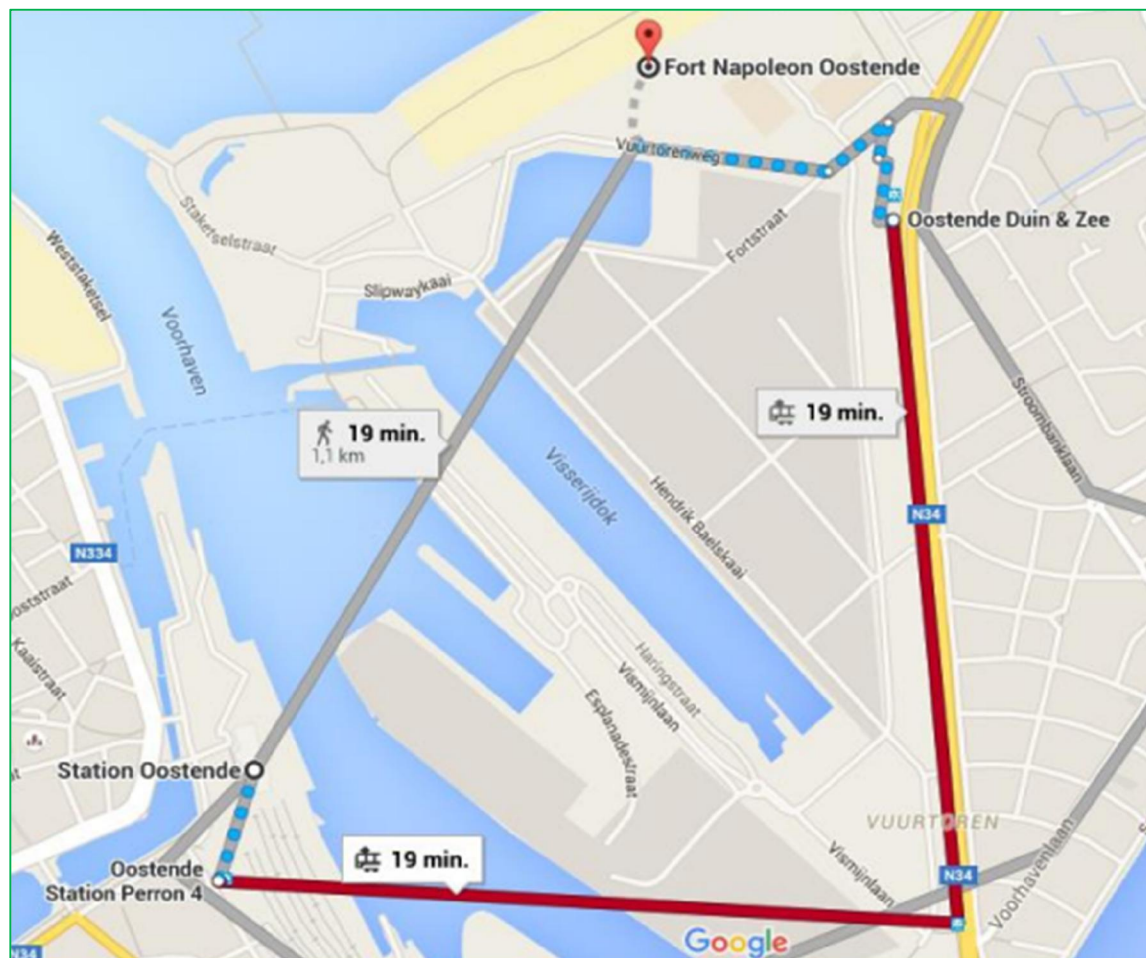 Fort Napoleon Oostende
Vuurtorenweg
Staketselstraat
Weststaketsel
Fortstraat
Oostende Duin & Zee
Slipwaykaai
Voorhaven
19 min.
1,1 km
19 min.
Stroombanklaan
Visserijdok
Hendrik Baelskaai
N34
N334
Kaaistraat
Haringstraat
Vismijnlaan
Esplanadestraat
Station Oostende
VUURTOREN
19 min.
Oostende
Station Perron 4
Vismijnlaan
N34
Voorhavenlaan
Google
N34